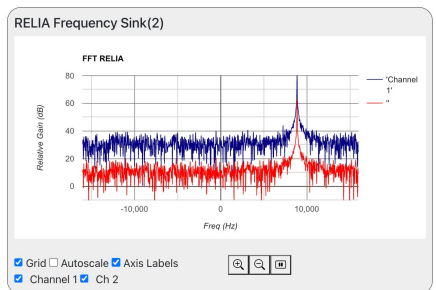 RELIA Frequency Sink(2)
FFT RELIA
80
60
40
20
0
Relative Gain (dB)
-10,000
0
10,000
Freq (Hz)
'Channel
1'
''
Grid Autoscale Axis Labels
Channel 1 Ch 2